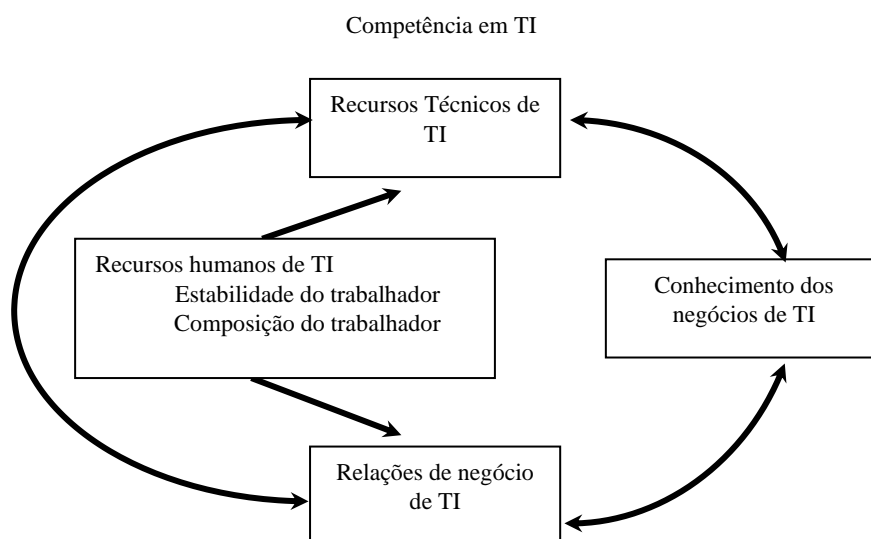 Competência em TI
Recursos Técnicos de
TI
Recursos humanos de TI
Estabilidade do trabalhador
Composição do trabalhador
Conhecimento dos
negócios de TI
Relações de negócio
de TI